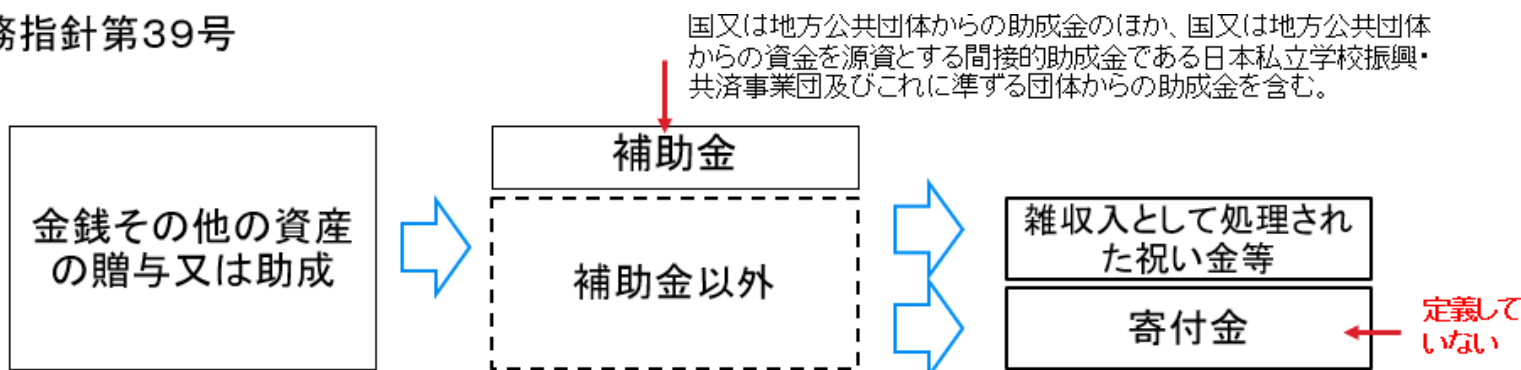 務指針第39号
国又は地方公共団体からの助成金のほか、国又は地方公共団体
からの資金を源資とする間接的助成金である日本私立学校振興・
共済事業団及びこれに準ずる団体からの助成金を含む。
補助金
金銭その他の資産
の贈与又は助成
補助金以外
雑収入として処理され
た祝い金等
寄付金
定義して
いない